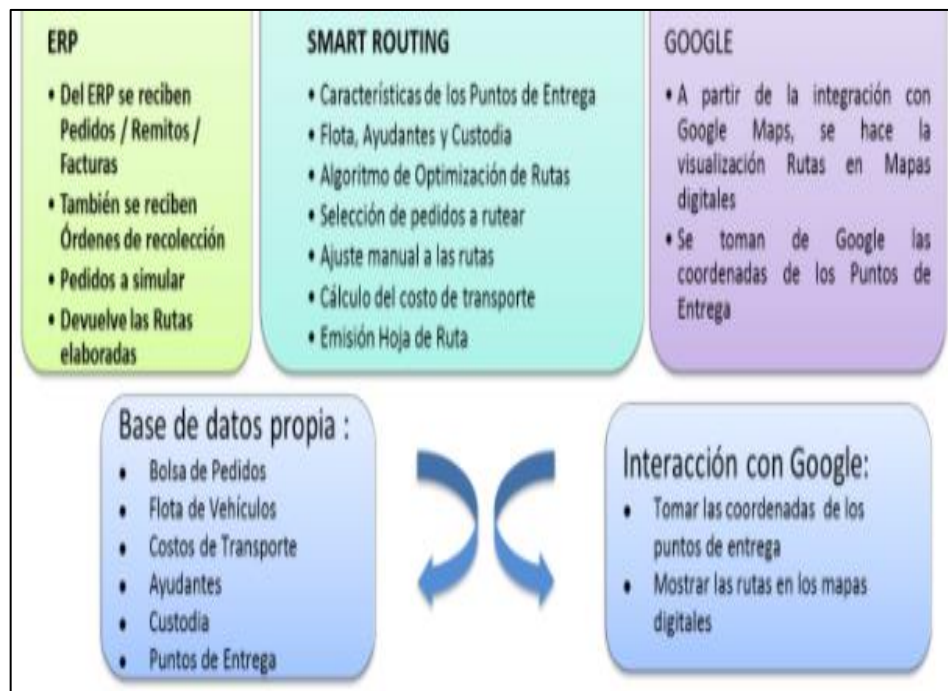 ERP
• Del ERP se reciben
Pedidos / Remitos /
Facturas
• También se reciben
Órdenes de recolección
• Pedidos a simular
• Devuelve las Rutas
elaboradas
SMART ROUTING
• Características de los Puntos de Entrega
• Flota, Ayudantes y Custodia
• Algoritmo de Optimización de Rutas
• Selección de pedidos a rutear
• Ajuste manual a las rutas
• Cálculo del costo de transporte
• Emisión Hoja de Ruta
GOOGLE
• A partir de la integración con
Google Maps, se hace la
visualización Rutas en Mapas
digitales
• Se toman de Google las
coordenadas de los Puntos de
Entrega
Base de datos propia :
• Bolsa de Pedidos
• Flota de Vehículos
• Costos de Transporte
• Ayudantes
• Custodia
• Puntos de Entrega
Interacción con Google:
• Tomar las coordenadas de los
puntos de entrega
• Mostrar las rutas en los mapas
digitales